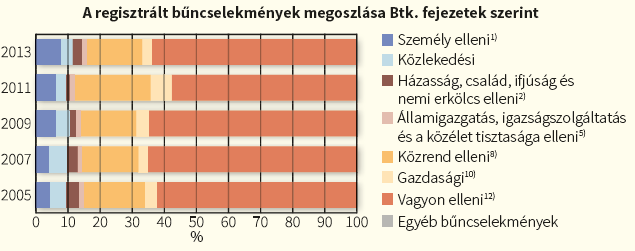 A regisztrált bűncselekmények megoszlása Btk. fejezetek szerint
2013
2011
2009
2007
2005
0 10 20 30 40 50 60 70 80 90 100
%
Személy elleni¹⁾
Közlekedési
Házasság, család, ifjúság és
nemi erkölcs elleni²⁾
Államigazgatás, igazságszolgáltatás
és a közélet tisztasága elleni⁵⁾
Közrend elleni⁸⁾
Gazdasági¹⁰⁾
Vagyon elleni¹²⁾
Egyéb bűncselekmények